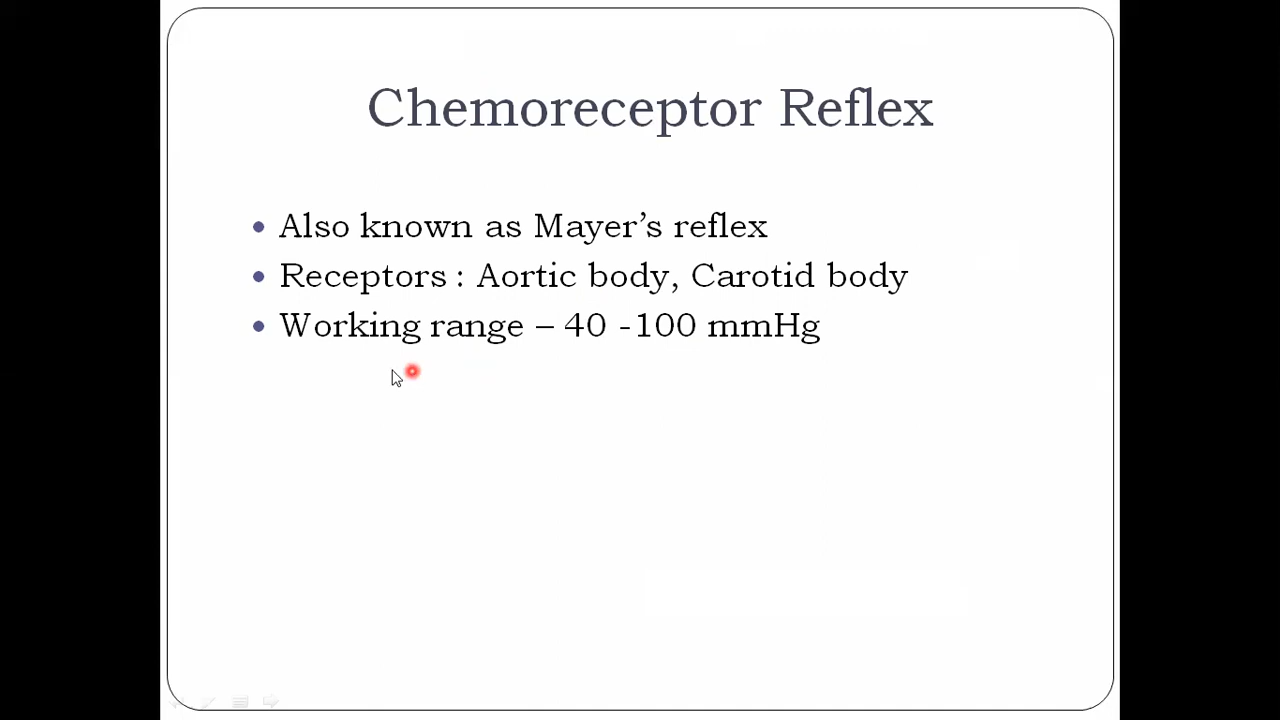 Chemoreceptor Reflex
• Also known as Mayer’s reflex
• Receptors : Aortic body, Carotid body
• Working range – 40 -100 mmHg